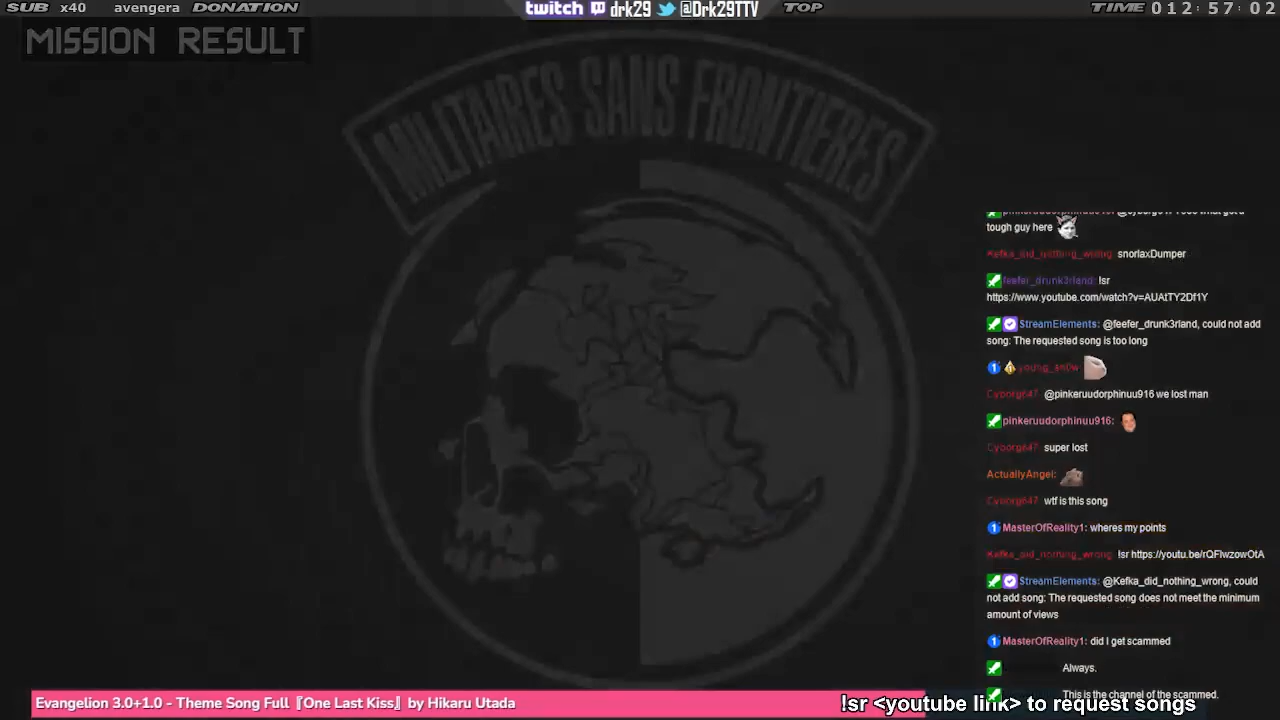 SUB x40 avengera DONATION twitch drk29 @Drk29TTV TOP TIME 012:57:02
MISSION RESULT
MILITAIRES SANS FRONTIERES
tough guy here
Kefka_did_nothing_wrong: snorlaxDumper
feefer_drunk3rland: !sr
https://www.youtube.com/watch?v=AUAtTY2Df1Y
StreamElements: @feefer_drunk3rland, could not add
song: The requested song is too long
young_sn0w:
Cyborg647: @pinkeruudorphinuu916 we lost man
pinkeruudorphinuu916:
Cyborg647: super lost
ActuallyAngel:
Cyborg647: wtf is this song
MasterOfReality1: wheres my points
Kefka_did_nothing_wrong: !sr https://youtu.be/rQFIwzowOtA
StreamElements: @Kefka_did_nothing_wrong, could
not add song: The requested song does not meet the minimum
amount of views
MasterOfReality1: did I get scammed
Always.
This is the channel of the scammed.
Evangelion 3.0+1.0 - Theme Song Full『One Last Kiss』by Hikaru Utada
!sr <youtube link> to request songs